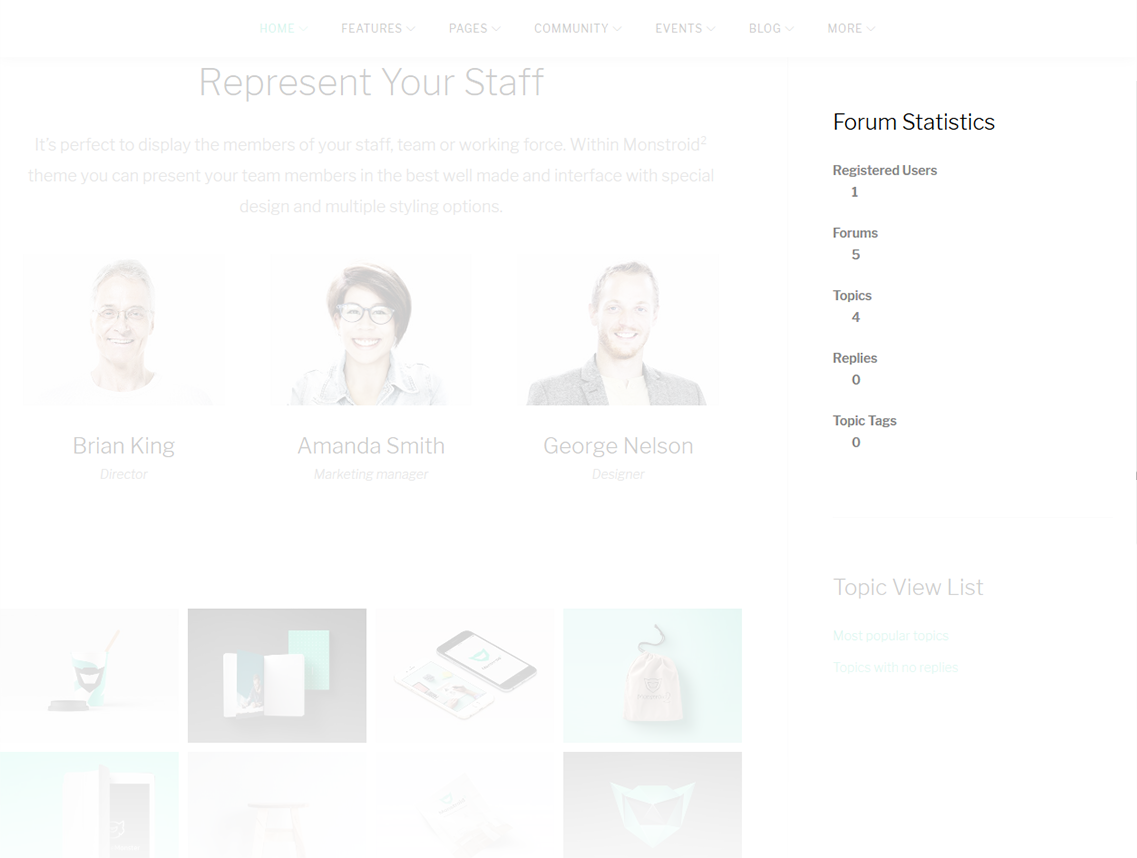 HOME
FEATURES
PAGES
COMMUNITY
EVENTS
BLOG
MORE
Represent Your Staff
It's perfect to display the members of your staff, team or working force. Within Monstroid²
theme you can present your team members in the best well made and interface with special
design and multiple styling options.
Brian King
Director
Amanda Smith
Marketing manager
George Nelson
Designer
Forum Statistics
Registered Users
1
Forums
5
Topics
4
Replies
0
Topic Tags
0
Topic View List
Most popular topics
Topics with no replies